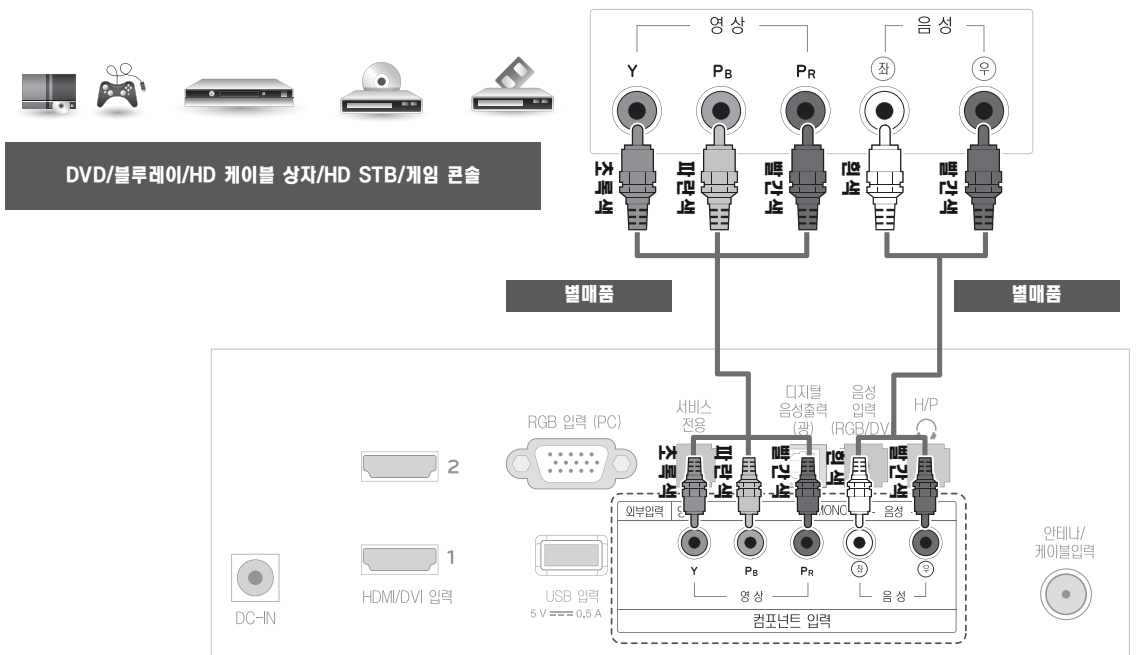 영 상
음 성
Y
PB
PR
좌
우
초록색
파란색
빨간색
흰색
빨간색
DVD/블루레이/HD 케이블 상자/HD STB/게임 콘솔
별매품
별매품
RGB 입력 (PC)
서비스
전용
디지털
음성출력
(광)
음성
입력
(RGB/DV
H/P
2
초록색
파란색
빨간색
흰색
빨간색
외부입력
MONO
음성
안테나/
케이블입력
1
HDMI/DVI 입력
DC-IN
USB 입력
5 V 0.5 A
Y
PB
PR
좌
우
영 상
음 성
컴포넌트 입력